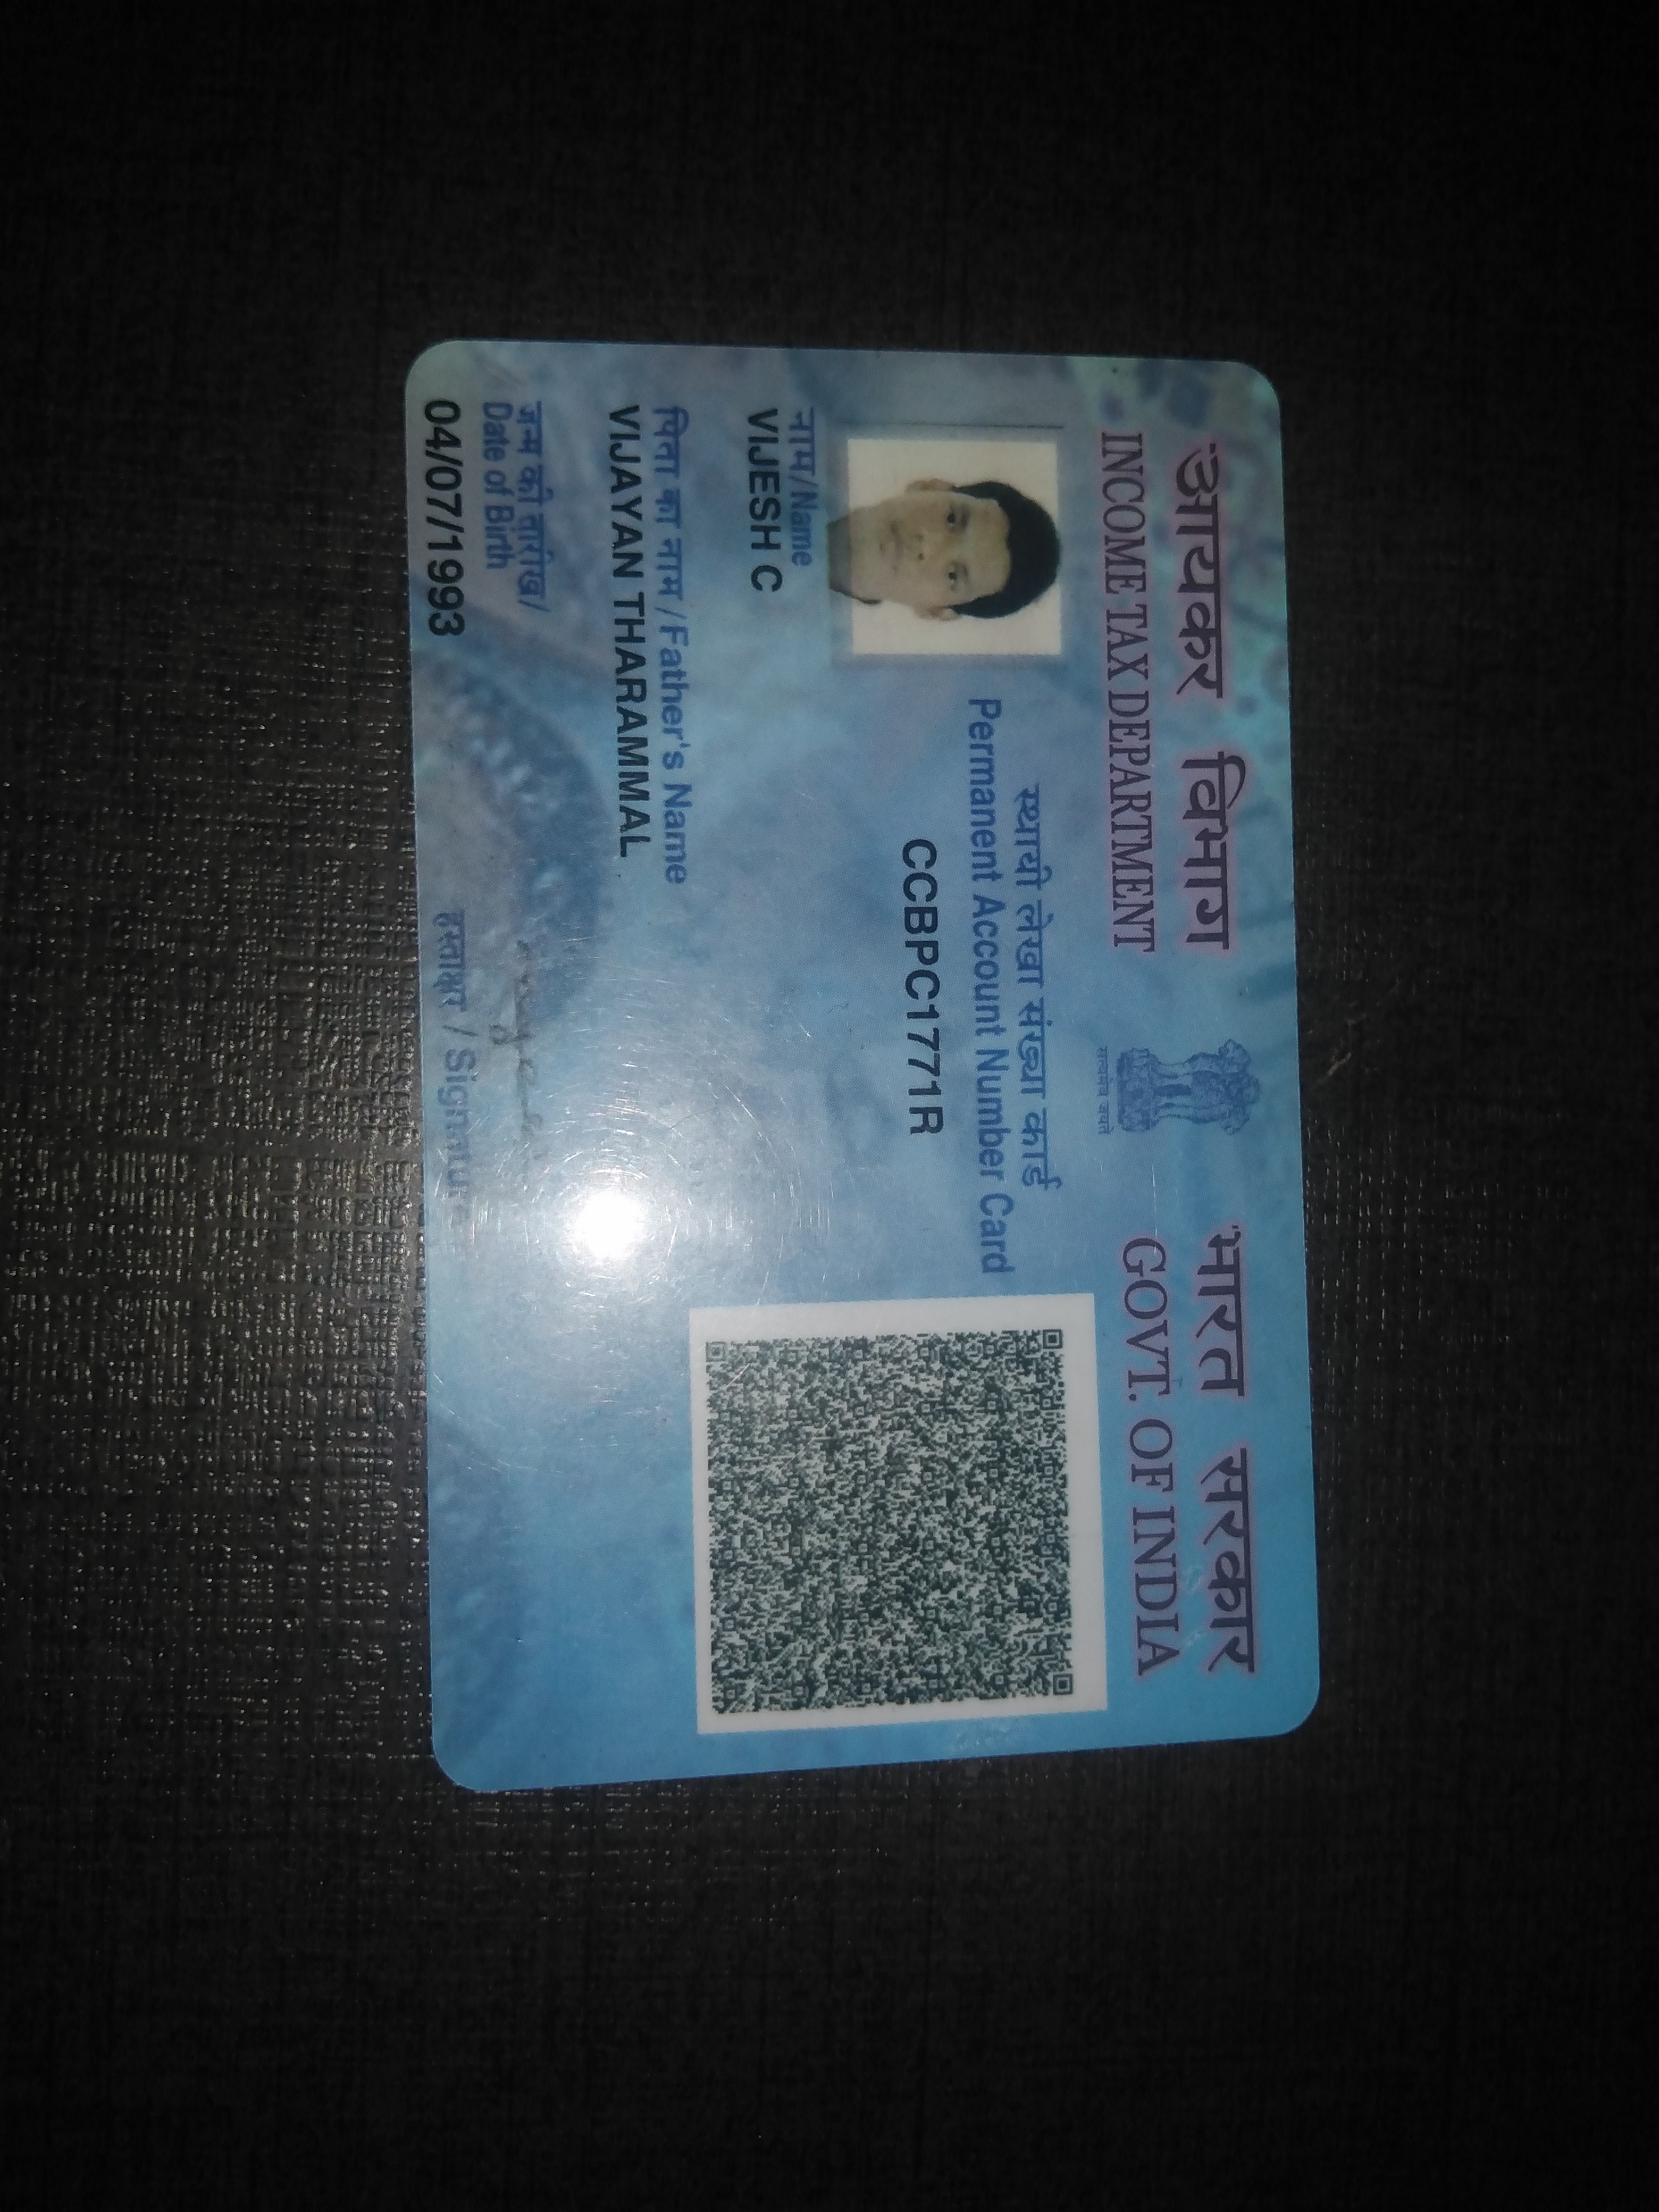 आयकर विभाग
INCOME TAX DEPARTMENT
सत्यमेव जयते
भारत सरकार
GOVT. OF INDIA
स्थायी लेखा संख्या कार्ड
Permanent Account Number Card
CCBPC1771R
नाम/Name
VIJESH C
पिता का नाम/Father's Name
VIJAYAN THARAMMAL
जन्म की तारीख/
Date of Birth
04/07/1993
हस्ताक्षर / Signature